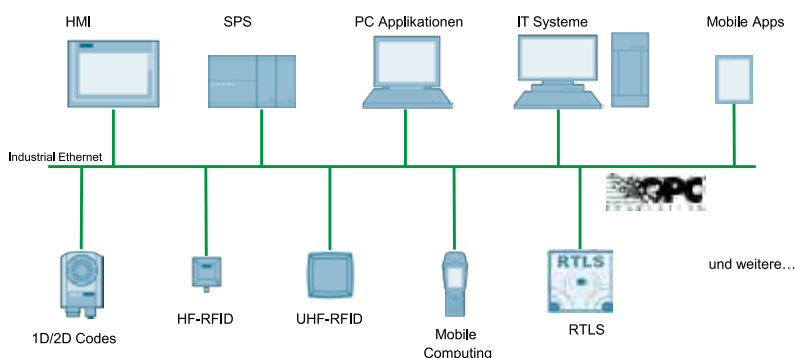 HMI
SPS
PC Applikationen
IT Systeme
Mobile Apps
Industrial Ethernet
OPC
FOUNDATION
RTLS
und weitere…
HF-RFID
UHF-RFID
RTLS
1D/2D Codes
Mobile
Computing